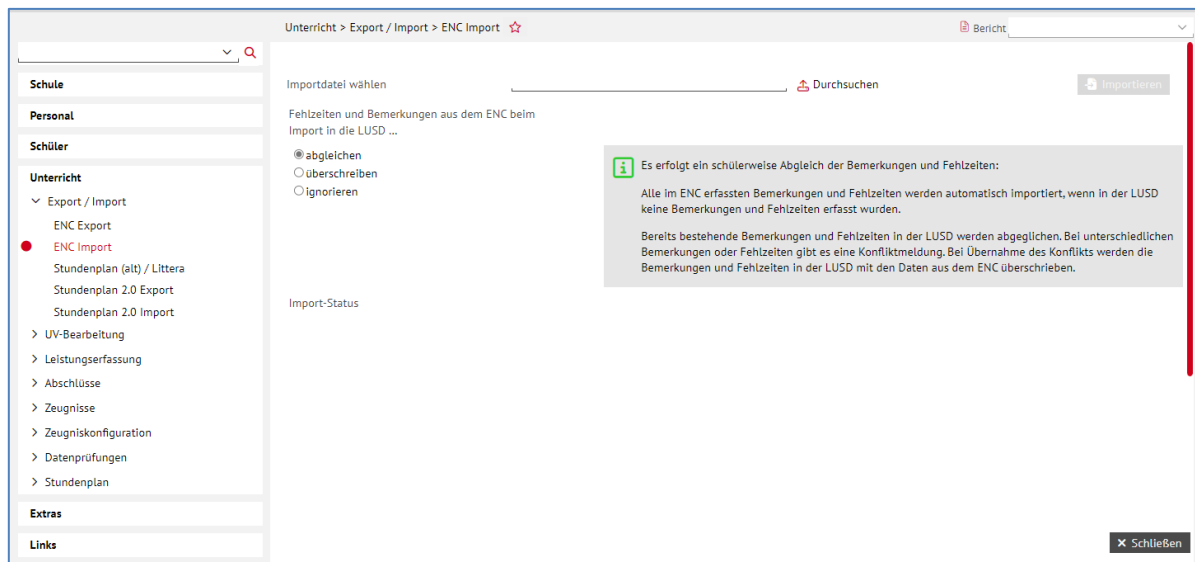 Unterricht > Export / Import > ENC Import
Bericht
Schule
Personal
Schüler
Unterricht
Export / Import
ENC Export
ENC Import
Stundenplan (alt) / Littera
Stundenplan 2.0 Export
Stundenplan 2.0 Import
UV-Bearbeitung
Leistungserfassung
Abschlüsse
Zeugnisse
Zeugniskonfiguration
Datenprüfungen
Stundenplan
Extras
Links
Importdatei wählen
Durchsuchen
Importieren
Fehlzeiten und Bemerkungen aus dem ENC beim
Import in die LUSD ...
abgleichen
überschreiben
ignorieren
Es erfolgt ein schülerweise Abgleich der Bemerkungen und Fehlzeiten:
Alle im ENC erfassten Bemerkungen und Fehlzeiten werden automatisch importiert, wenn in der LUSD
keine Bemerkungen und Fehlzeiten erfasst wurden.
Bereits bestehende Bemerkungen und Fehlzeiten in der LUSD werden abgeglichen. Bei unterschiedlichen
Bemerkungen oder Fehlzeiten gibt es eine Konfliktmeldung. Bei Übernahme des Konflikts werden die
Bemerkungen und Fehlzeiten in der LUSD mit den Daten aus dem ENC überschrieben.
Import-Status
Schließen